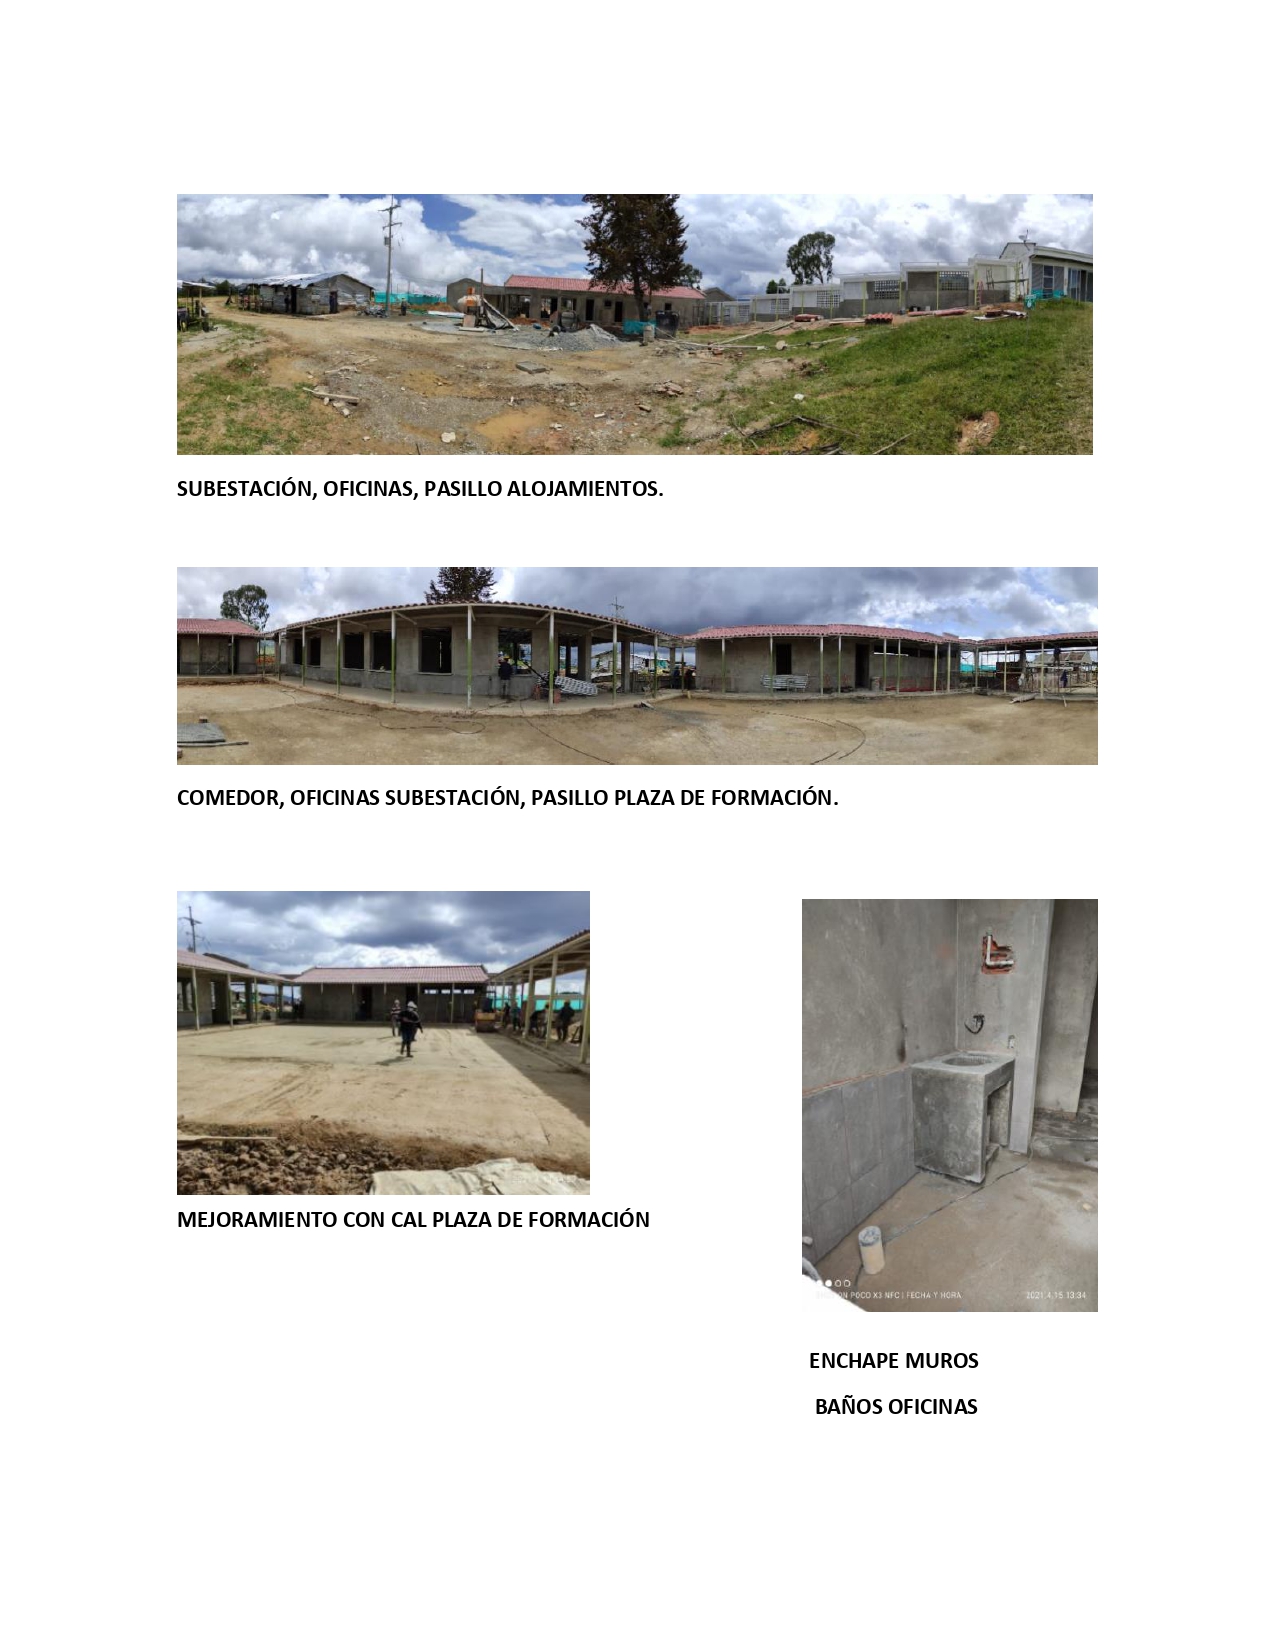 SUBESTACIÓN, OFICINAS, PASILLO ALOJAMIENTOS.
COMEDOR, OFICINAS SUBESTACIÓN, PASILLO PLAZA DE FORMACIÓN.
MEJORAMIENTO CON CAL PLAZA DE FORMACIÓN
POCO X3 NFC | FECHA Y HORA 2021.4.15 13:34
ENCHAPE MUROS
BAÑOS OFICINAS